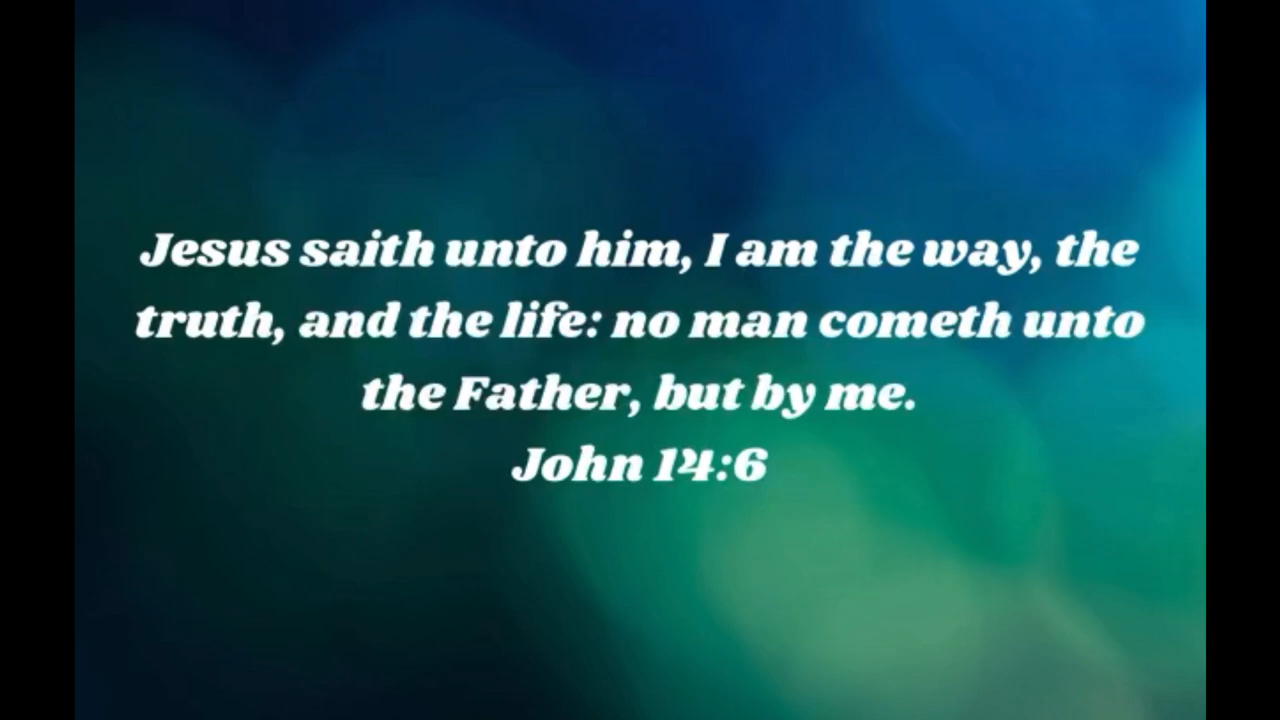 Jesus saith unto him, I am the way, the
truth, and the life: no man cometh unto
the Father, but by me.
John 14:6